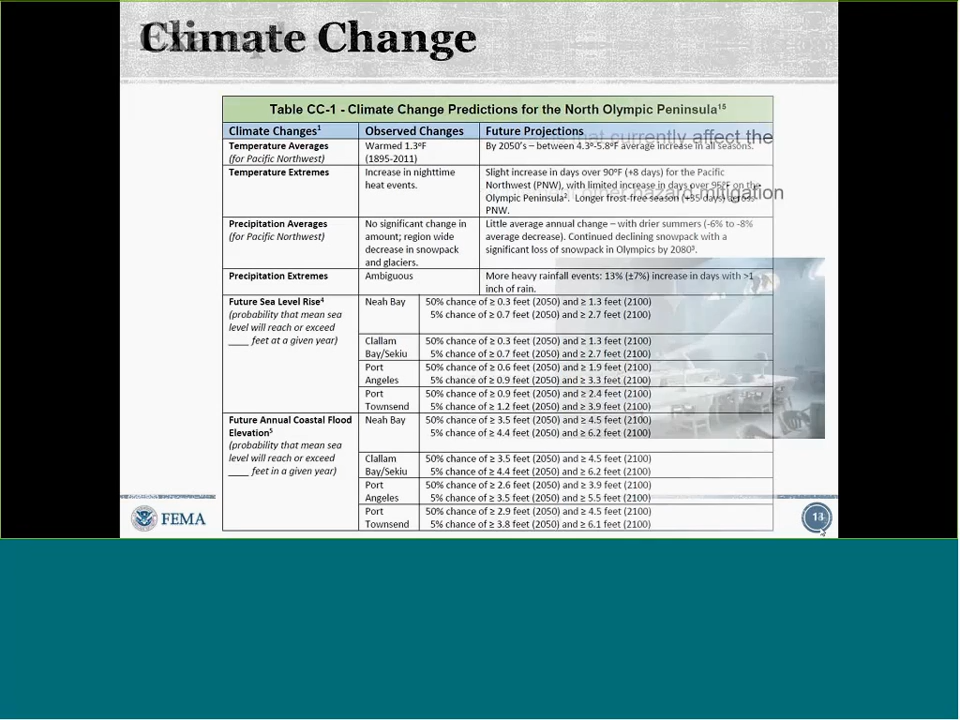 Climate Change
Table CC-1 - Climate Change Predictions for the North Olympic Peninsula15
Climate Changes1 Observed Changes Future Projections
that currently affect the
Temperature Averages
(for Pacific Northwest)
Warmed 1.3ºF
(1895-2011)
By 2050's – between 4.3º-5.8ºF average increase in all seasons.
Temperature Extremes
Increase in nighttime
heat events.
Slight increase in days over 90ºF (+8 days) for the Pacific
Northwest (PNW), with limited increase in days over 95ºF on the
Olympic Peninsula2. Longer frost-free season (+35 days) across
PNW.
other hazard mitigation
Precipitation Averages
(for Pacific Northwest)
No significant change in
amount; region wide
decrease in snowpack
and glaciers.
Little average annual change – with drier summers (-6% to -8%
average decrease). Continued declining snowpack with a
significant loss of snowpack in Olympics by 2080³.
Precipitation Extremes
Ambiguous
More heavy rainfall events: 13% (±7%) increase in days with >1
inch of rain.
Future Sea Level Rise4
(probability that mean sea
level will reach or exceed
____ feet at a given year)
Neah Bay
50% chance of ≥ 0.3 feet (2050) and ≥ 1.3 feet (2100)
5% chance of ≥ 0.7 feet (2050) and ≥ 2.7 feet (2100)
Clallam
Bay/Sekiu
50% chance of ≥ 0.3 feet (2050) and ≥ 1.3 feet (2100)
5% chance of ≥ 0.7 feet (2050) and ≥ 2.7 feet (2100)
Port
Angeles
50% chance of ≥ 0.6 feet (2050) and ≥ 1.9 feet (2100)
5% chance of ≥ 0.9 feet (2050) and ≥ 3.3 feet (2100)
Port
Townsend
50% chance of ≥ 0.9 feet (2050) and ≥ 2.4 feet (2100)
5% chance of ≥ 1.2 feet (2050) and ≥ 3.9 feet (2100)
Future Annual Coastal Flood
Elevation5
(probability that mean sea
level will reach or exceed
____ feet in a given year)
Neah Bay
50% chance of ≥ 3.5 feet (2050) and ≥ 4.5 feet (2100)
5% chance of ≥ 4.4 feet (2050) and ≥ 6.2 feet (2100)
Clallam
Bay/Sekiu
50% chance of ≥ 3.5 feet (2050) and ≥ 4.5 feet (2100)
5% chance of ≥ 4.4 feet (2050) and ≥ 6.2 feet (2100)
Port
Angeles
50% chance of ≥ 2.6 feet (2050) and ≥ 3.9 feet (2100)
5% chance of ≥ 3.5 feet (2050) and ≥ 5.5 feet (2100)
Port
Townsend
50% chance of ≥ 2.9 feet (2050) and ≥ 4.5 feet (2100)
5% chance of ≥ 3.8 feet (2050) and ≥ 6.1 feet (2100)
FEMA